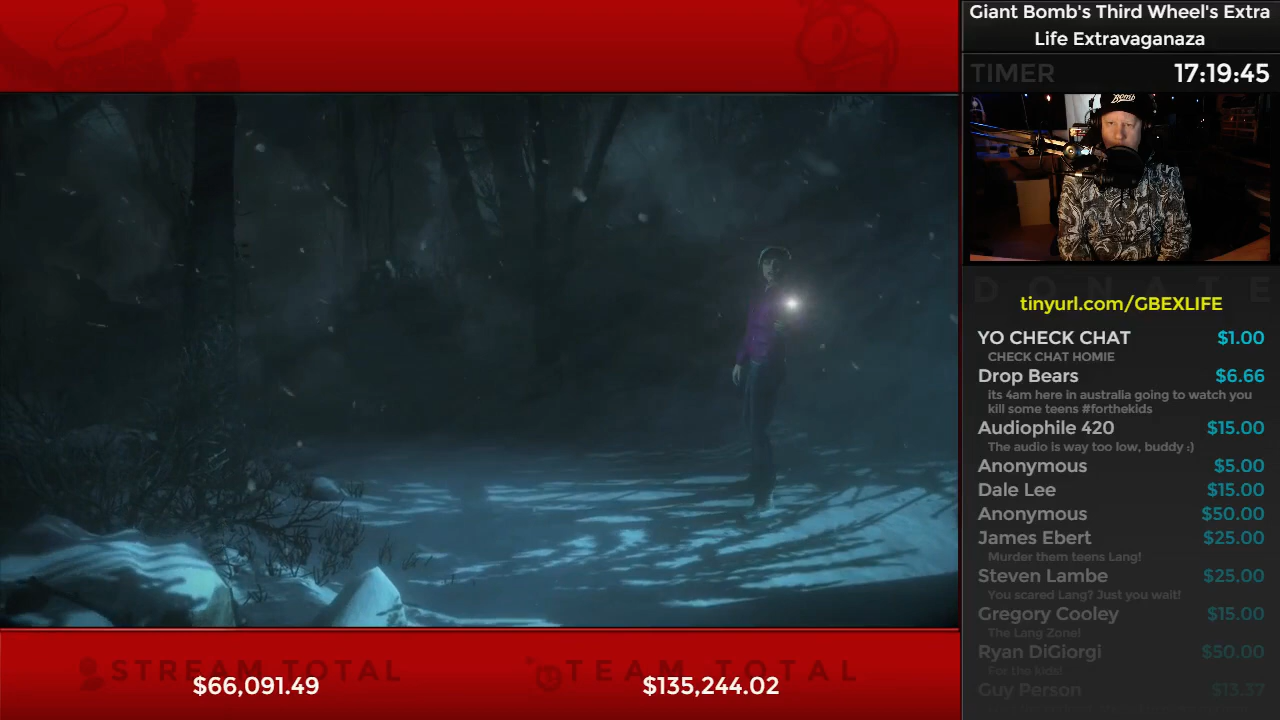 Giant Bomb's Third Wheel's Extra
Life Extravaganaza
TIMER
17:19:45
Bomb
DONATE
tinyurl.com/GBEXLIFE
YO CHECK CHAT $1.00
CHECK CHAT HOMIE
Drop Bears $6.66
its 4am here in australia going to watch you
kill some teens #forthekids
Audiophile 420 $15.00
The audio is way too low, buddy :)
Anonymous $5.00
Dale Lee $15.00
Anonymous $50.00
James Ebert $25.00
Murder them teens Lang!
Steven Lambe $25.00
You scared Lang? Just you wait!
Gregory Cooley $15.00
The Lang Zone!
Ryan DiGiorgi $50.00
For the kids!
Guy Person $13.37
STREAM TOTAL
$66,091.49
TEAM TOTAL
$135,244.02